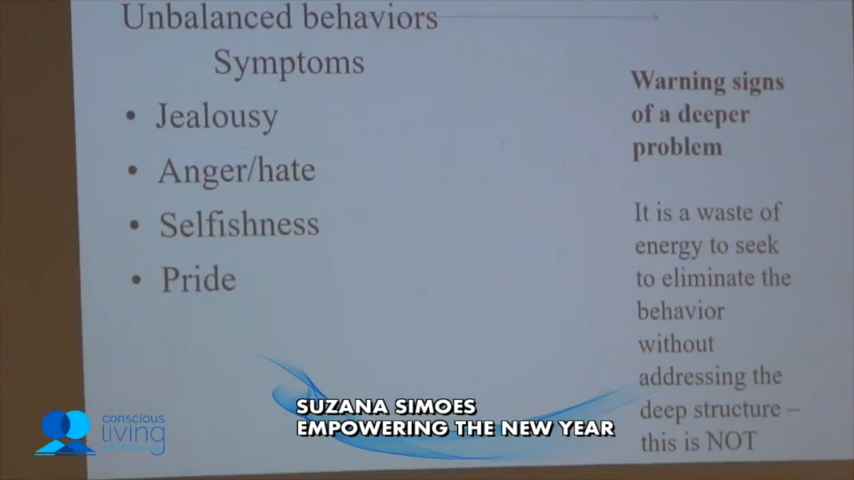 Unbalanced behaviors
Symptoms
• Jealousy
• Anger/hate
• Selfishness
• Pride
Warning signs
of a deeper
problem
It is a waste of
energy to seek
to eliminate the
behavior
without
addressing the
deep structure –
this is NOT
SUZANA SIMOES
EMPOWERING THE NEW YEAR
conscious
living